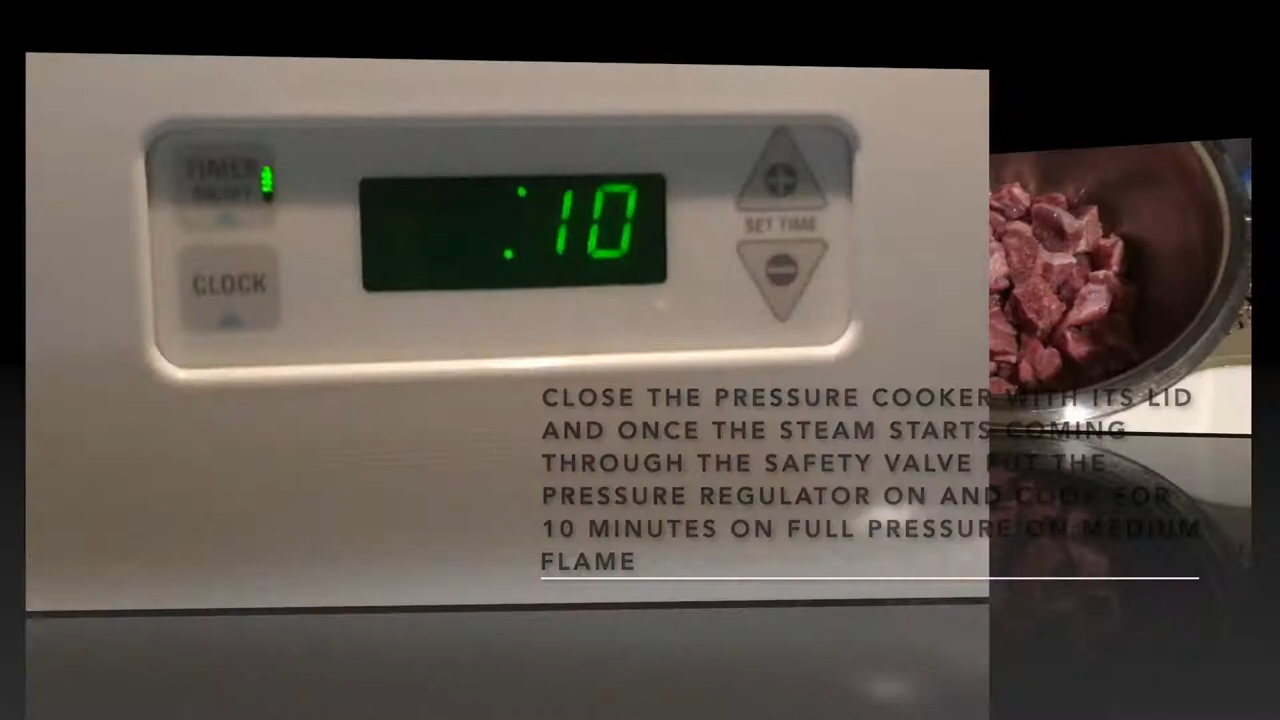 TIMER
ON/OFF
:10
CLOCK
SET TIME
CLOSE THE PRESSURE COOKER WITH ITS LID
AND ONCE THE STEAM STARTS COMING
THROUGH THE SAFETY VALVE PUT THE
PRESSURE REGULATOR ON AND COOK FOR
10 MINUTES ON FULL PRESSURE ON MEDIUM
FLAME